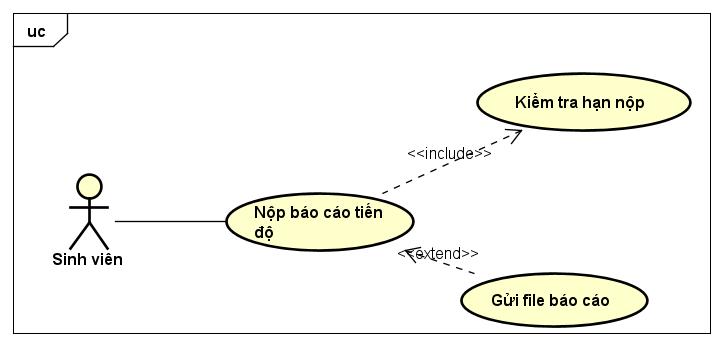 uc
Kiểm tra hạn nộp
<<include>>
Nộp báo cáo tiến
độ
Sinh viên
<<extend>>
Gửi file báo cáo